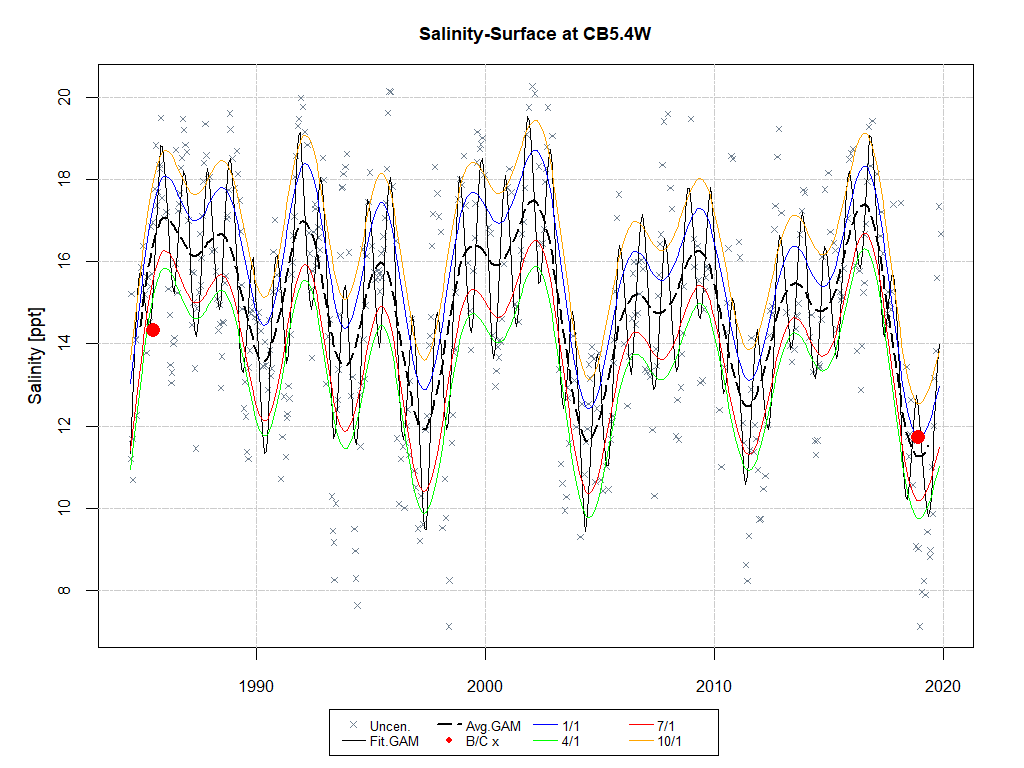 Salinity-Surface at CB5.4W
Salinity [ppt]
20
18
16
14
12
10
8
1990 2000 2010 2020
Uncen. Avg.GAM 1/1 7/1
Fit.GAM B/C x 4/1 10/1